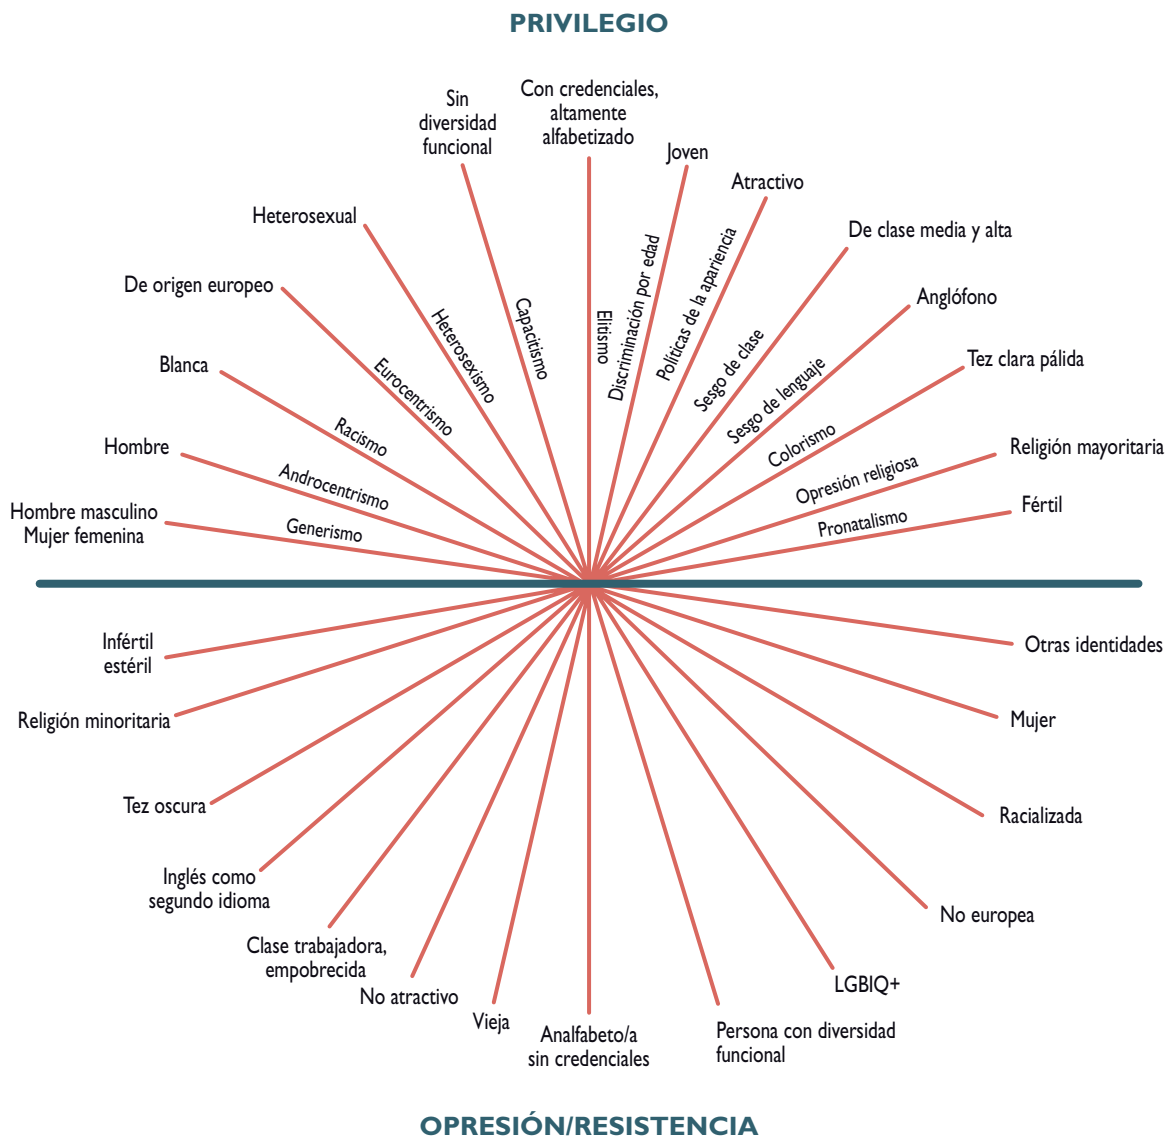 PRIVILEGIO
Con credenciales,
altamente
alfabetizado
Sin
diversidad
funcional
Joven
Atractivo
Heterosexual
De clase media y alta
De origen europeo
Anglófono
Blanca
Tez clara pálida
Hombre
Religión mayoritaria
Hombre masculino
Mujer femenina
Fértil
Generismo
Androcentrismo
Racismo
Eurocentrismo
Heterosexismo
Capacitismo
Elitismo
Discriminación por edad
Políticas de la apariencia
Sesgo de clase
Sesgo de lenguaje
Colorismo
Opresión religiosa
Pronatalismo
Infértil
estéril
Otras identidades
Religión minoritaria
Mujer
Tez oscura
Racializada
Inglés como
segundo idioma
No europea
Clase trabajadora,
empobrecida
LGBIQ+
No atractivo
Vieja
Analfabeto/a
sin credenciales
Persona con diversidad
funcional
OPRESIÓN/RESISTENCIA